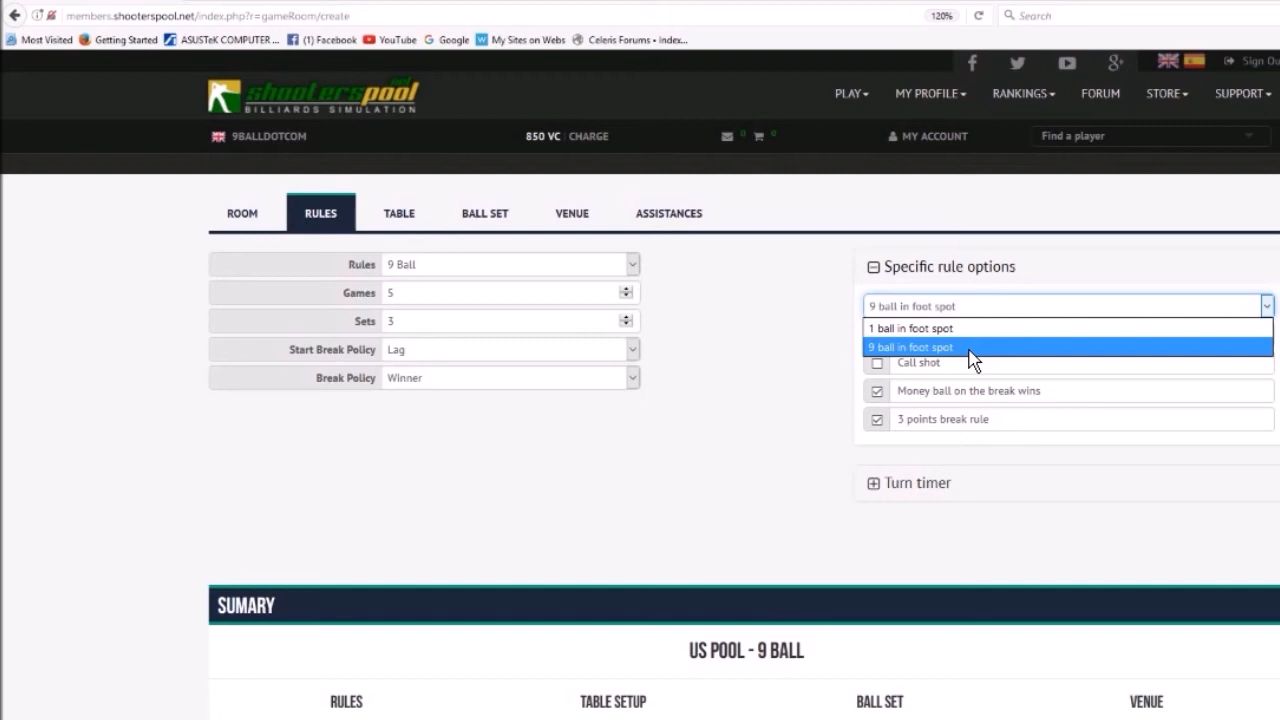 members.shooterspool.net/index.php?r=gameRoom/create
120%
Search
Most Visited
Getting Started
ASUSTeK COMPUTER ...
(1) Facebook
YouTube
Google
My Sites on Webs
Celeris Forums • Index...
Sign Ou
shooterspool
BILLIARDS SIMULATION
PLAY
MY PROFILE
RANKINGS
FORUM
STORE
SUPPORT
9BALLDOTCOM
850 VC | CHARGE
0
0
MY ACCOUNT
Find a player
ROOM
RULES
TABLE
BALL SET
VENUE
ASSISTANCES
Rules 9 Ball
Games 5
Sets 3
Start Break Policy Lag
Break Policy Winner
Specific rule options
9 ball in foot spot
1 ball in foot spot
9 ball in foot spot
Call shot
Money ball on the break wins
3 points break rule
Turn timer
SUMARY
US POOL - 9 BALL
RULES
TABLE SETUP
BALL SET
VENUE